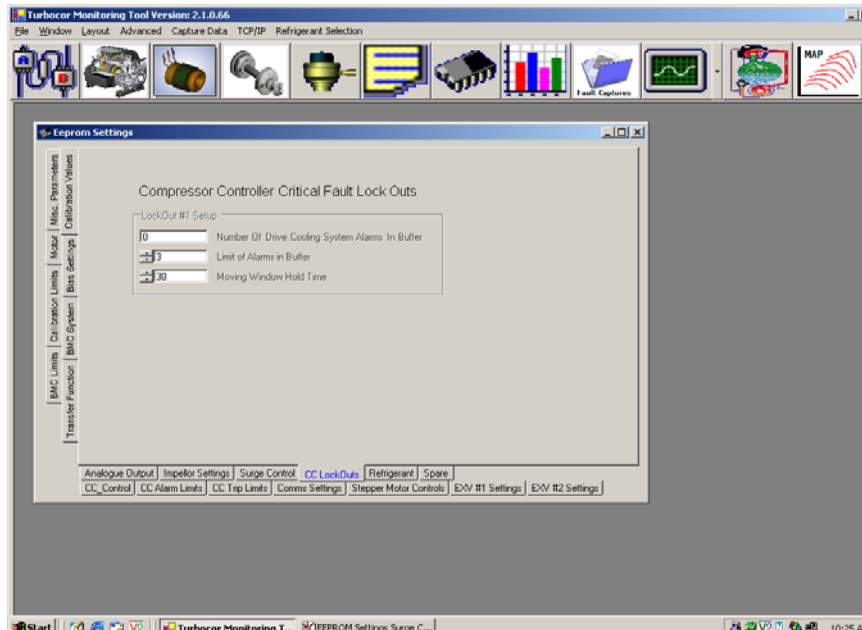 Turbocor Monitoring Tool Version: 2.1.0.66
File Window Layout Advanced Capture Data TCP/IP Refrigerant Selection
A
B
Fault Captures
MAP
Eeprom Settings
Misc. Parameters
Calibration Values
Motor
Bias Settings
Calibration Limits
BMC System
BMC Limits
Transfer Function
Compressor Controller Critical Fault Lock Outs
LockOut #1 Setup
0 Number Of Drive Cooling System Alarms In Buffer
3 Limit of Alarms in Buffer
30 Moving Window Hold Time
Analogue Output Impellor Settings Surge Control CC LockOuts Refrigerant Spare
CC_Control CC Alarm Limits CC Trip Limits Comms Settings Stepper Motor Controls EXV #1 Settings EXV #2 Settings
Start Turbocor Monitoring T... EEPROM Settings Surge C... 10:25 A